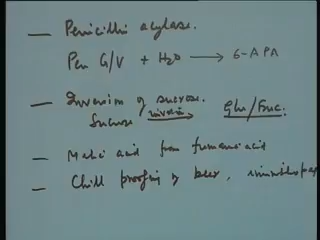 — Penicillin acylase.
Pen G/V + H₂O ⟶ 6-APA
— Inversion of sucrose.
Sucrose ⟶ Glu/Fruc.
— Malic acid from fumaric acid
— Chill proofing of beer,